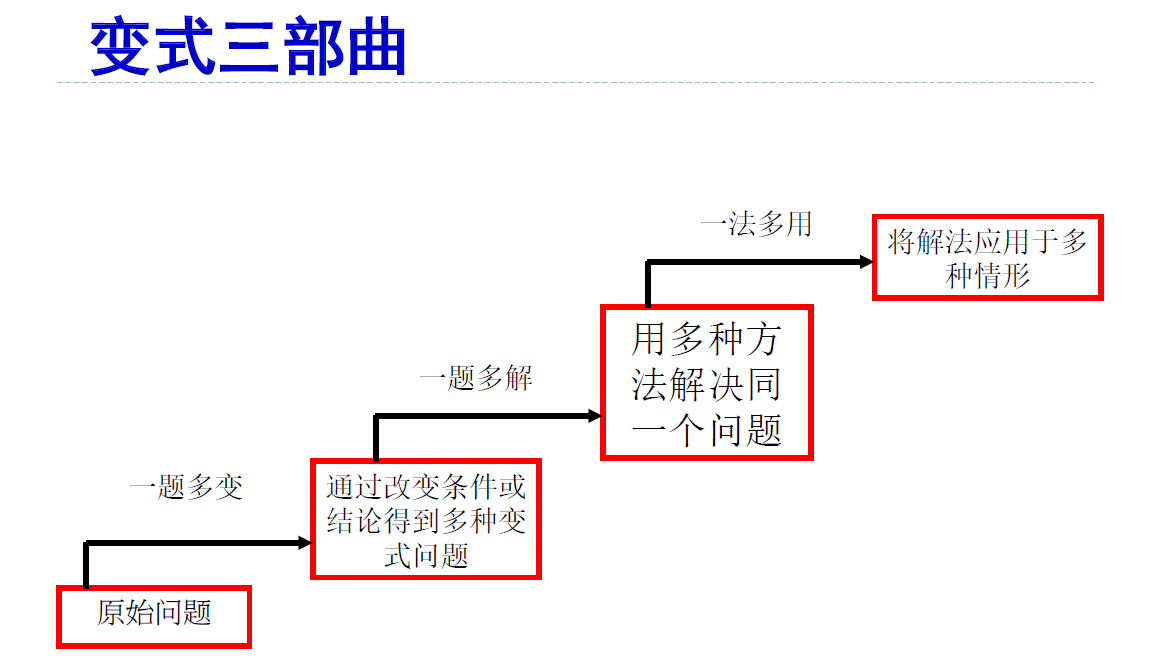 变式三部曲
一法多用
将解法应用于多
种情形
用多种方
法解决同
一个问题
一题多解
一题多变
通过改变条件或
结论得到多种变
式问题
原始问题